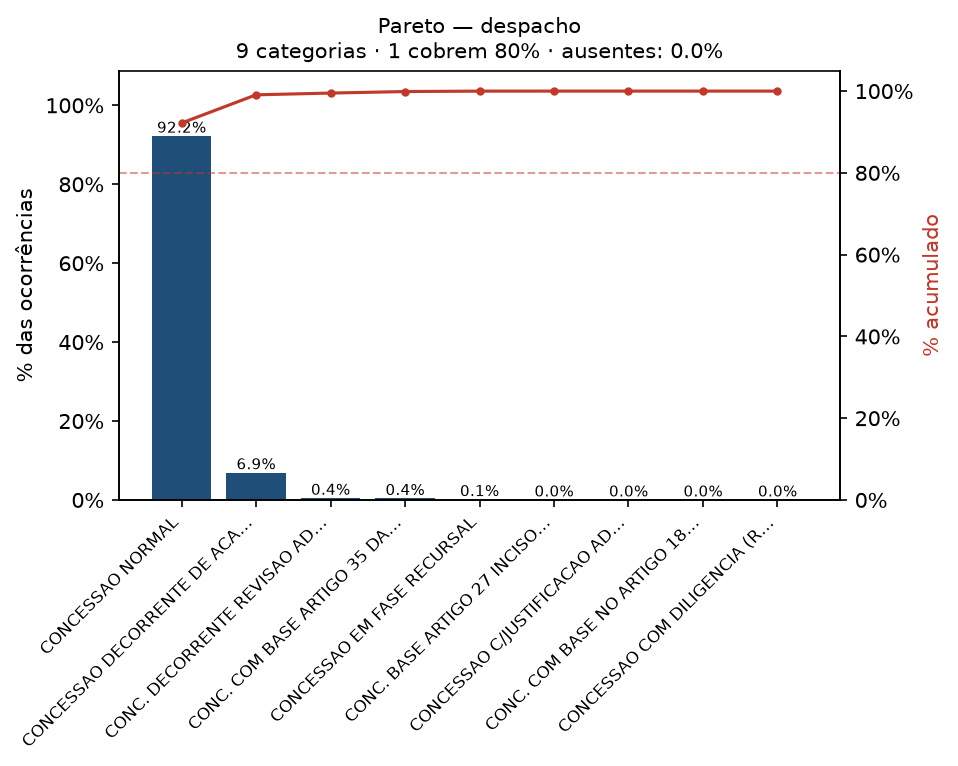 Pareto — despacho
9 categorias · 1 cobrem 80% · ausentes: 0.0%
% das ocorrências
100%
80%
60%
40%
20%
0%
92.2%
6.9%
0.4%
0.4%
0.1%
0.0%
0.0%
0.0%
0.0%
100%
80%
60%
40%
20%
0%
% acumulado
CONCESSAO NORMAL
CONCESSAO DECORRENTE DE ACA...
CONC. DECORRENTE REVISAO AD...
CONC. COM BASE ARTIGO 35 DA...
CONCESSAO EM FASE RECURSAL
CONC. BASE ARTIGO 27 INCISO...
CONCESSAO C/JUSTIFICACAO AD...
CONC. COM BASE NO ARTIGO 18...
CONCESSAO COM DILIGENCIA (R...